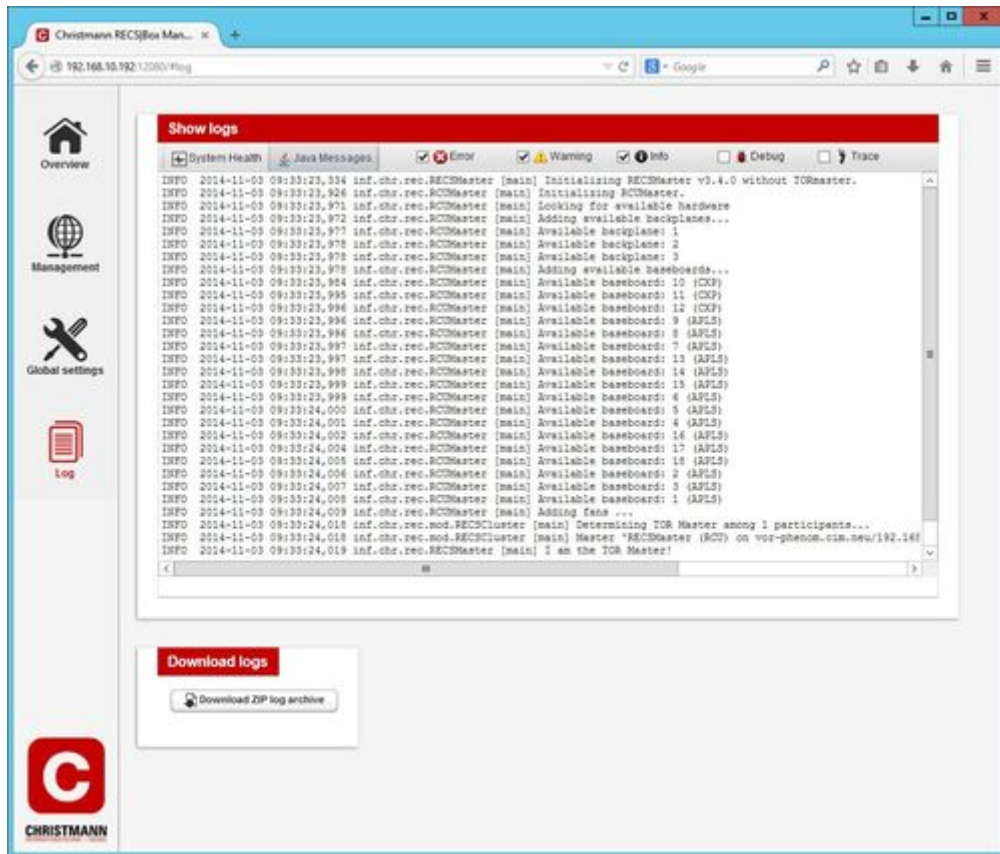 Christmann RECS|Box Man...
192.168.10.192:12080/#log
Google
Overview
Management
Global settings
Log
Show logs
System Health Java Messages Error Warning Info Debug Trace
INFO 2014-11-03 09:33:23,334 inf.chr.rec.RECSMaster [main] Initializing RECSMaster v3.4.0 without TORmaster.
INFO 2014-11-03 09:33:23,926 inf.chr.rec.RCUMaster [main] Initializing RCUMaster.
INFO 2014-11-03 09:33:23,971 inf.chr.rec.RCUMaster [main] Looking for available hardware
INFO 2014-11-03 09:33:23,972 inf.chr.rec.RCUMaster [main] Adding available backplanes...
INFO 2014-11-03 09:33:23,977 inf.chr.rec.RCUMaster [main] Available backplane: 1
INFO 2014-11-03 09:33:23,978 inf.chr.rec.RCUMaster [main] Available backplane: 2
INFO 2014-11-03 09:33:23,978 inf.chr.rec.RCUMaster [main] Available backplane: 3
INFO 2014-11-03 09:33:23,978 inf.chr.rec.RCUMaster [main] Adding available baseboards...
INFO 2014-11-03 09:33:23,984 inf.chr.rec.RCUMaster [main] Available baseboard: 10 (CXP)
INFO 2014-11-03 09:33:23,995 inf.chr.rec.RCUMaster [main] Available baseboard: 11 (CXP)
INFO 2014-11-03 09:33:23,996 inf.chr.rec.RCUMaster [main] Available baseboard: 12 (CXP)
INFO 2014-11-03 09:33:23,996 inf.chr.rec.RCUMaster [main] Available baseboard: 9 (APLS)
INFO 2014-11-03 09:33:23,996 inf.chr.rec.RCUMaster [main] Available baseboard: 8 (APLS)
INFO 2014-11-03 09:33:23,997 inf.chr.rec.RCUMaster [main] Available baseboard: 7 (APLS)
INFO 2014-11-03 09:33:23,997 inf.chr.rec.RCUMaster [main] Available baseboard: 13 (APLS)
INFO 2014-11-03 09:33:23,998 inf.chr.rec.RCUMaster [main] Available baseboard: 14 (APLS)
INFO 2014-11-03 09:33:23,999 inf.chr.rec.RCUMaster [main] Available baseboard: 15 (APLS)
INFO 2014-11-03 09:33:23,999 inf.chr.rec.RCUMaster [main] Available baseboard: 6 (APLS)
INFO 2014-11-03 09:33:24,000 inf.chr.rec.RCUMaster [main] Available baseboard: 5 (APLS)
INFO 2014-11-03 09:33:24,001 inf.chr.rec.RCUMaster [main] Available baseboard: 4 (APLS)
INFO 2014-11-03 09:33:24,002 inf.chr.rec.RCUMaster [main] Available baseboard: 16 (APLS)
INFO 2014-11-03 09:33:24,004 inf.chr.rec.RCUMaster [main] Available baseboard: 17 (APLS)
INFO 2014-11-03 09:33:24,005 inf.chr.rec.RCUMaster [main] Available baseboard: 18 (APLS)
INFO 2014-11-03 09:33:24,006 inf.chr.rec.RCUMaster [main] Available baseboard: 2 (APLS)
INFO 2014-11-03 09:33:24,007 inf.chr.rec.RCUMaster [main] Available baseboard: 3 (APLS)
INFO 2014-11-03 09:33:24,008 inf.chr.rec.RCUMaster [main] Available baseboard: 1 (APLS)
INFO 2014-11-03 09:33:24,009 inf.chr.rec.RCUMaster [main] Adding fans ...
INFO 2014-11-03 09:33:24,018 inf.chr.rec.mod.RECSCluster [main] Determining TOR Master among 1 participants...
INFO 2014-11-03 09:33:24,018 inf.chr.rec.mod.RECSCluster [main] Master "RECSMaster (RCU) on vor-phenom.cim.neu/192.168
INFO 2014-11-03 09:33:24,019 inf.chr.rec.RECSMaster [main] I am the TOR Master!
Download logs
Download ZIP log archive
C
CHRISTMANN